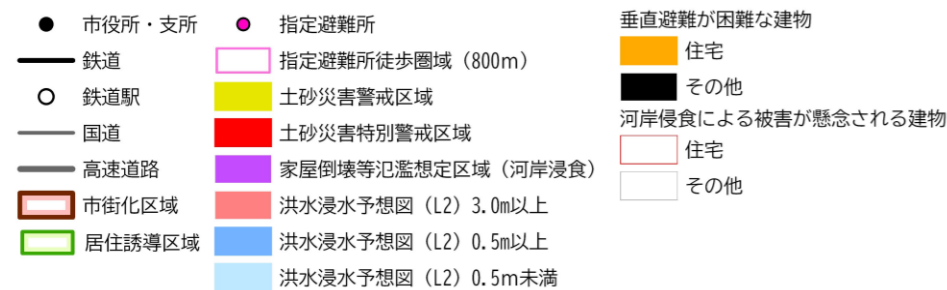 市役所・支所
鉄道
鉄道駅
国道
高速道路
市街化区域
居住誘導区域
指定避難所
指定避難所徒歩圏域（800m）
土砂災害警戒区域
土砂災害特別警戒区域
家屋倒壊等氾濫想定区域（河岸浸食）
洪水浸水予想図（L2）3.0m以上
洪水浸水予想図（L2）0.5m以上
洪水浸水予想図（L2）0.5m未満
垂直避難が困難な建物
住宅
その他
河岸侵食による被害が懸念される建物
住宅
その他